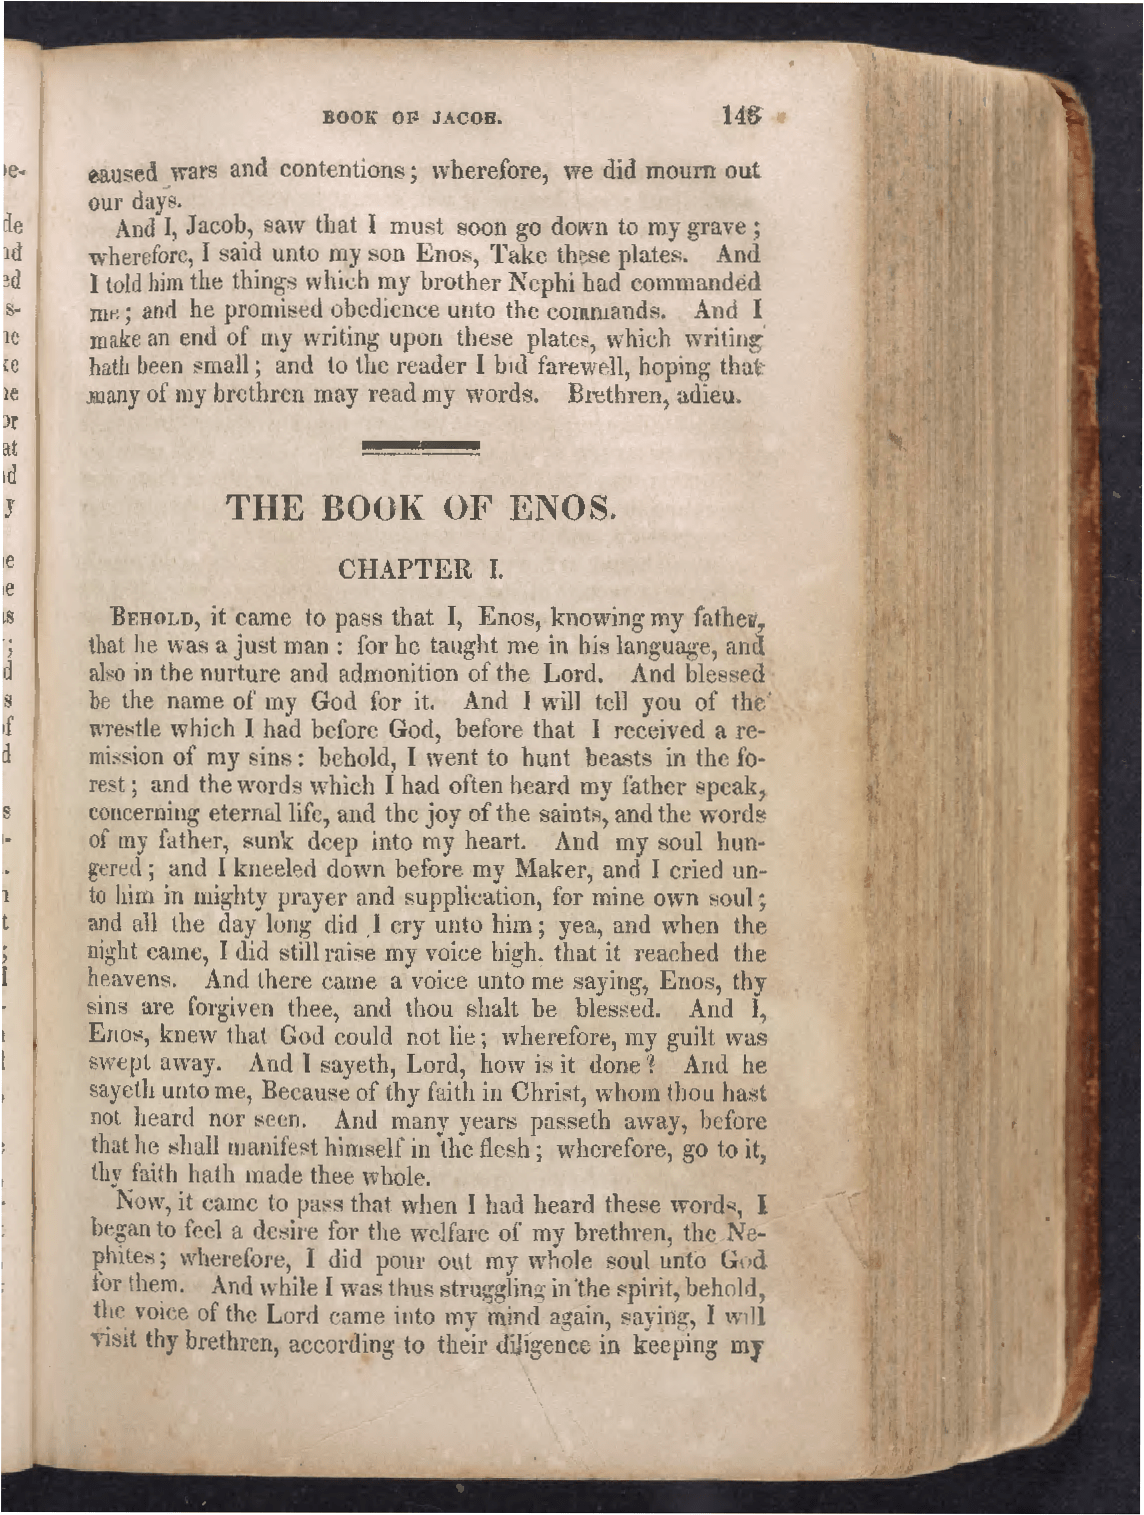 BOOK OF JACOB. 143
caused wars and contentions; wherefore, we did mourn out
our days.
And I, Jacob, saw that I must soon go down to my grave;
wherefore, I said unto my son Enos, Take these plates. And
I told him the things which my brother Nephi had commanded
me; and he promised obedience unto the commands. And I
make an end of my writing upon these plates, which writing
hath been small; and to the reader I bid farewell, hoping that
many of my brethren may read my words. Brethren, adieu.
THE BOOK OF ENOS.
CHAPTER I.
BEHOLD, it came to pass that I, Enos, knowing my father,
that he was a just man: for he taught me in his language, and
also in the nurture and admonition of the Lord. And blessed
be the name of my God for it. And I will tell you of the
wrestle which I had before God, before that I received a re-
mission of my sins: behold, I went to hunt beasts in the fo-
rest; and the words which I had often heard my father speak,
concerning eternal life, and the joy of the saints, and the words
of my father, sunk deep into my heart. And my soul hun-
gered; and I kneeled down before my Maker, and I cried un-
to him in mighty prayer and supplication, for mine own soul;
and all the day long did I cry unto him; yea, and when the
night came, I did still raise my voice high. that it reached the
heavens. And there came a voice unto me saying, Enos, thy
sins are forgiven thee, and thou shalt be blessed. And I,
Enos, knew that God could not lie; wherefore, my guilt was
swept away. And I sayeth, Lord, how is it done? And he
sayeth unto me, Because of thy faith in Christ, whom thou hast
not heard nor seen. And many years passeth away, before
that he shall manifest himself in the flesh; wherefore, go to it,
thy faith hath made thee whole.
Now, it came to pass that when I had heard these words, I
began to feel a desire for the welfare of my brethren, the Ne-
phites; wherefore, I did pour out my whole soul unto God
for them. And while I was thus struggling in the spirit, behold,
the voice of the Lord came into my mind again, saying, I will
visit thy brethren, according to their diligence in keeping my